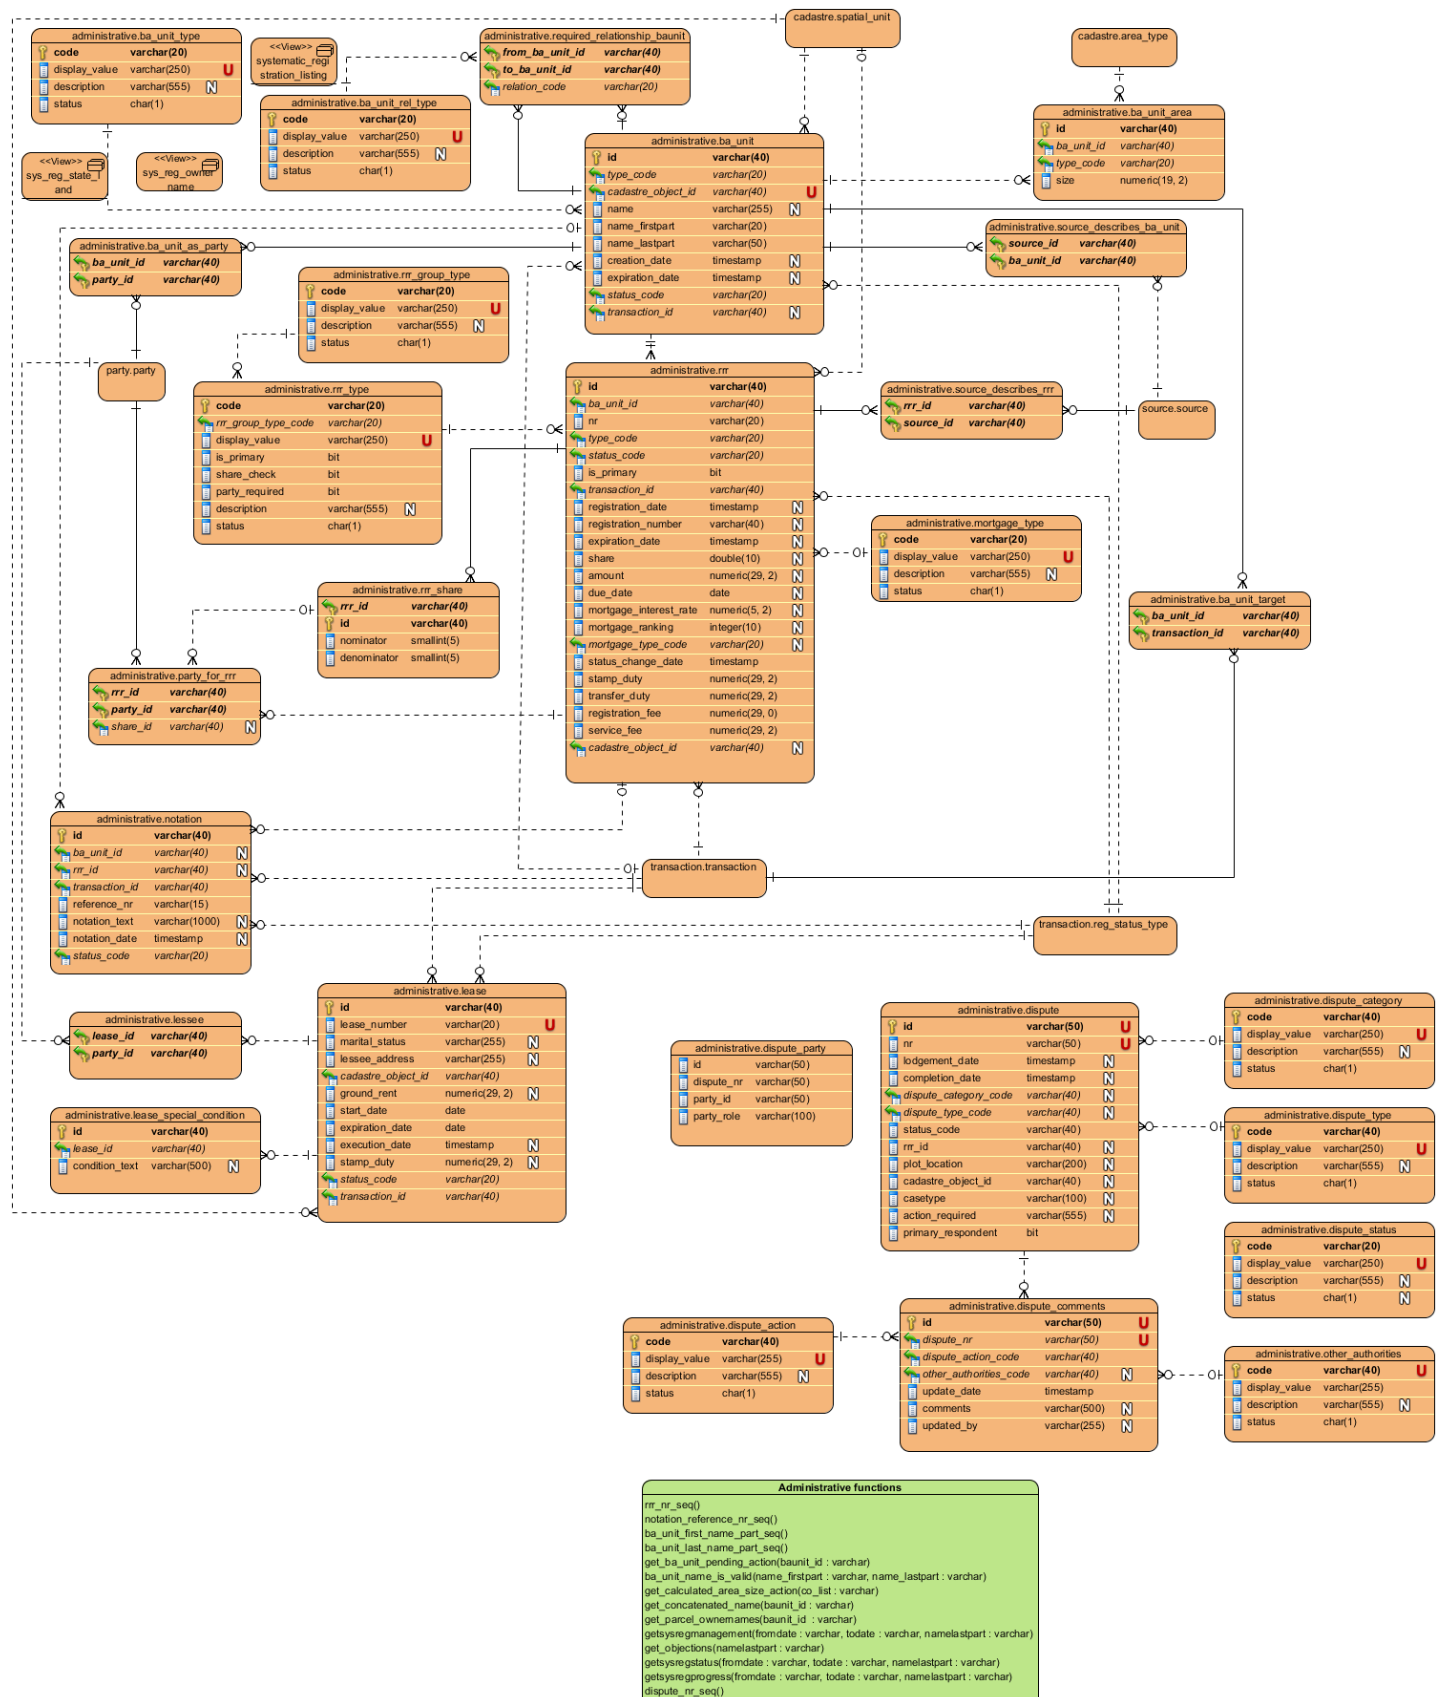 cadastre.spatial_unit
administrative.ba_unit_type
code varchar(20)
display_value varchar(250) U
description varchar(555) N
status char(1)
<<View>>
systematic_regi
stration_listing
administrative.required_relationship_baunit
from_ba_unit_id varchar(40)
to_ba_unit_id varchar(40)
relation_code varchar(20)
cadastre.area_type
administrative.ba_unit_rel_type
code varchar(20)
display_value varchar(250) U
description varchar(555) N
status char(1)
administrative.ba_unit_area
id varchar(40)
ba_unit_id varchar(40)
type_code varchar(20)
size numeric(19, 2)
<<View>>
sys_reg_state_l
and
<<View>>
sys_reg_owner
name
administrative.ba_unit
id varchar(40)
type_code varchar(20)
cadastre_object_id varchar(40) U
name varchar(255) N
name_firstpart varchar(20)
name_lastpart varchar(50)
creation_date timestamp N
expiration_date timestamp N
status_code varchar(20)
transaction_id varchar(40) N
administrative.source_describes_ba_unit
source_id varchar(40)
ba_unit_id varchar(40)
administrative.ba_unit_as_party
ba_unit_id varchar(40)
party_id varchar(40)
administrative.rrr_group_type
code varchar(20)
display_value varchar(250) U
description varchar(555) N
status char(1)
party.party
administrative.rrr_type
code varchar(20)
rrr_group_type_code varchar(20)
display_value varchar(250) U
is_primary bit
share_check bit
party_required bit
description varchar(555) N
status char(1)
administrative.rrr
id varchar(40)
ba_unit_id varchar(40)
nr varchar(20)
type_code varchar(20)
status_code varchar(20)
is_primary bit
transaction_id varchar(40)
registration_date timestamp N
registration_number varchar(40) N
expiration_date timestamp N
share double(10) N
amount numeric(29, 2) N
due_date date N
mortgage_interest_rate numeric(5, 2) N
mortgage_ranking integer(10) N
mortgage_type_code varchar(20) N
status_change_date timestamp
stamp_duty numeric(29, 2)
transfer_duty numeric(29, 2)
registration_fee numeric(29, 0)
service_fee numeric(29, 2)
cadastre_object_id varchar(40) N
administrative.source_describes_rrr
rrr_id varchar(40)
source_id varchar(40)
source.source
administrative.mortgage_type
code varchar(20)
display_value varchar(250) U
description varchar(555) N
status char(1)
administrative.rrr_share
rrr_id varchar(40)
id varchar(40)
nominator smallint(5)
denominator smallint(5)
administrative.ba_unit_target
ba_unit_id varchar(40)
transaction_id varchar(40)
administrative.party_for_rrr
rrr_id varchar(40)
party_id varchar(40)
share_id varchar(40) N
administrative.notation
id varchar(40)
ba_unit_id varchar(40) N
rrr_id varchar(40) N
transaction_id varchar(40)
reference_nr varchar(15)
notation_text varchar(1000) N
notation_date timestamp N
status_code varchar(20)
transaction.transaction
transaction.reg_status_type
administrative.lessee
lease_id varchar(40)
party_id varchar(40)
administrative.lease
id varchar(40)
lease_number varchar(20) U
marital_status varchar(255) N
lessee_address varchar(255) N
cadastre_object_id varchar(40)
ground_rent numeric(29, 2) N
start_date date
expiration_date date
execution_date timestamp N
stamp_duty numeric(29, 2) N
status_code varchar(20)
transaction_id varchar(40)
administrative.lease_special_condition
id varchar(40)
lease_id varchar(40)
condition_text varchar(500) N
administrative.dispute_party
id varchar(50)
dispute_nr varchar(50)
party_id varchar(50)
party_role varchar(100)
administrative.dispute
id varchar(50) U
nr varchar(50) U
lodgement_date timestamp N
completion_date timestamp N
dispute_category_code varchar(40) N
dispute_type_code varchar(40) N
status_code varchar(40)
rrr_id varchar(40) N
plot_location varchar(200) N
cadastre_object_id varchar(40) N
casetype varchar(100) N
action_required varchar(555) N
primary_respondent bit
administrative.dispute_category
code varchar(40)
display_value varchar(250) U
description varchar(555) N
status char(1)
administrative.dispute_type
code varchar(40)
display_value varchar(250) U
description varchar(555) N
status char(1)
administrative.dispute_status
code varchar(20)
display_value varchar(250) U
description varchar(555) N
status char(1) N
administrative.dispute_action
code varchar(40)
display_value varchar(255) U
description varchar(555) N
status char(1)
administrative.dispute_comments
id varchar(50) U
dispute_nr varchar(50) U
dispute_action_code varchar(40)
other_authorities_code varchar(40) N
update_date timestamp
comments varchar(500) N
updated_by varchar(255) N
administrative.other_authorities
code varchar(40) U
display_value varchar(255)
description varchar(555) N
status char(1)
Administrative functions
rrr_nr_seq()
notation_reference_nr_seq()
ba_unit_first_name_part_seq()
ba_unit_last_name_part_seq()
get_ba_unit_pending_action(baunit_id : varchar)
ba_unit_name_is_valid(name_firstpart : varchar, name_lastpart : varchar)
get_calculated_area_size_action(co_list : varchar)
get_concatenated_name(baunit_id : varchar)
get_parcel_ownernames(baunit_id : varchar)
getsysregmanagement(fromdate : varchar, todate : varchar, namelastpart : varchar)
get_objections(namelastpart : varchar)
getsysregstatus(fromdate : varchar, todate : varchar, namelastpart : varchar)
getsysregprogress(fromdate : varchar, todate : varchar, namelastpart : varchar)
dispute_nr_seq()